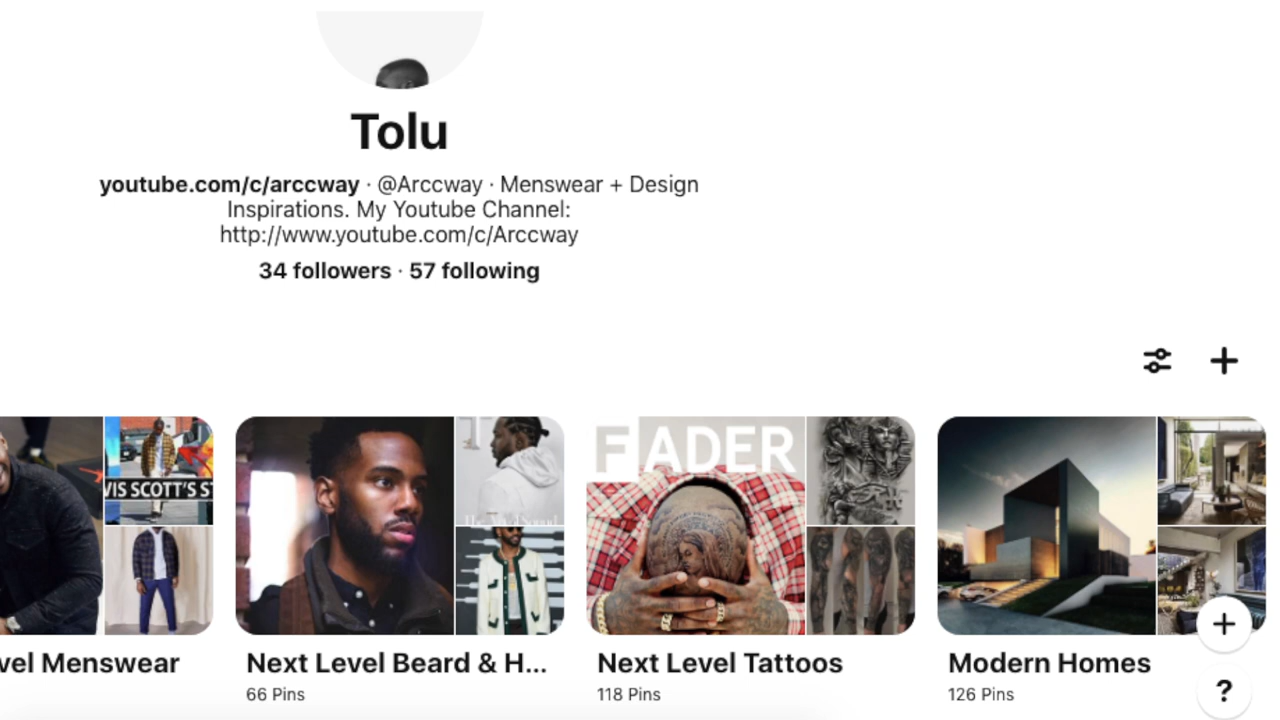 Tolu
youtube.com/c/arccway · @Arccway · Menswear + Design
Inspirations. My Youtube Channel:
http://www.youtube.com/c/Arccway
34 followers · 57 following
VIS SCOTT'S ST
FADER
vel Menswear
Next Level Beard & H...
Next Level Tattoos
Modern Homes
66 Pins
118 Pins
126 Pins
?